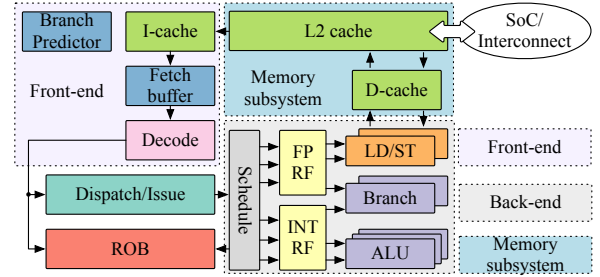 Branch
Predictor
I-cache
L2 cache
SoC/
Interconnect
Fetch
buffer
Front-end
Memory
subsystem
D-cache
Decode
Schedule
FP
RF
LD/ST
Front-end
Dispatch/Issue
Branch
Back-end
INT
RF
ROB
ALU
Memory
subsystem